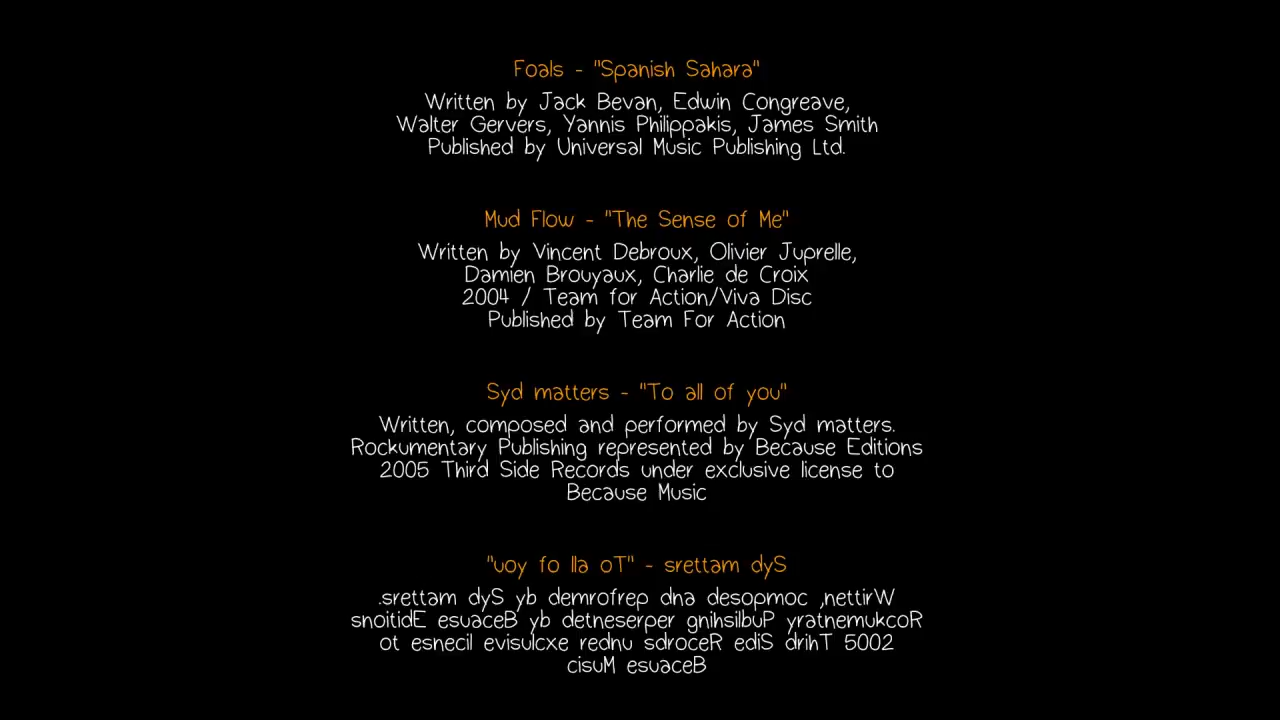 Foals - "Spanish Sahara"
Written by Jack Bevan, Edwin Congreave,
Walter Gervers, Yannis Philippakis, James Smith
Published by Universal Music Publishing Ltd.
Mud Flow - "The Sense of Me"
Written by Vincent Debroux, Olivier Juprelle,
Damien Brouyaux, Charlie de Croix
2004 / Team for Action/Viva Disc
Published by Team For Action
Syd matters - "To all of you"
Written, composed and performed by Syd matters.
Rockumentary Publishing represented by Because Editions
2005 Third Side Records under exclusive license to
Because Music
"uoy fo lla oT" - srettam dyS
.srettam dyS yb demrofrep dna desopmoc ,nettirW
snoitidE esuaceB yb detneserper gnihsilbuP yratnemukcoR
ot esnecil evisulcxe rednu sdroceR ediS drihT 5002
cisuM esuaceB